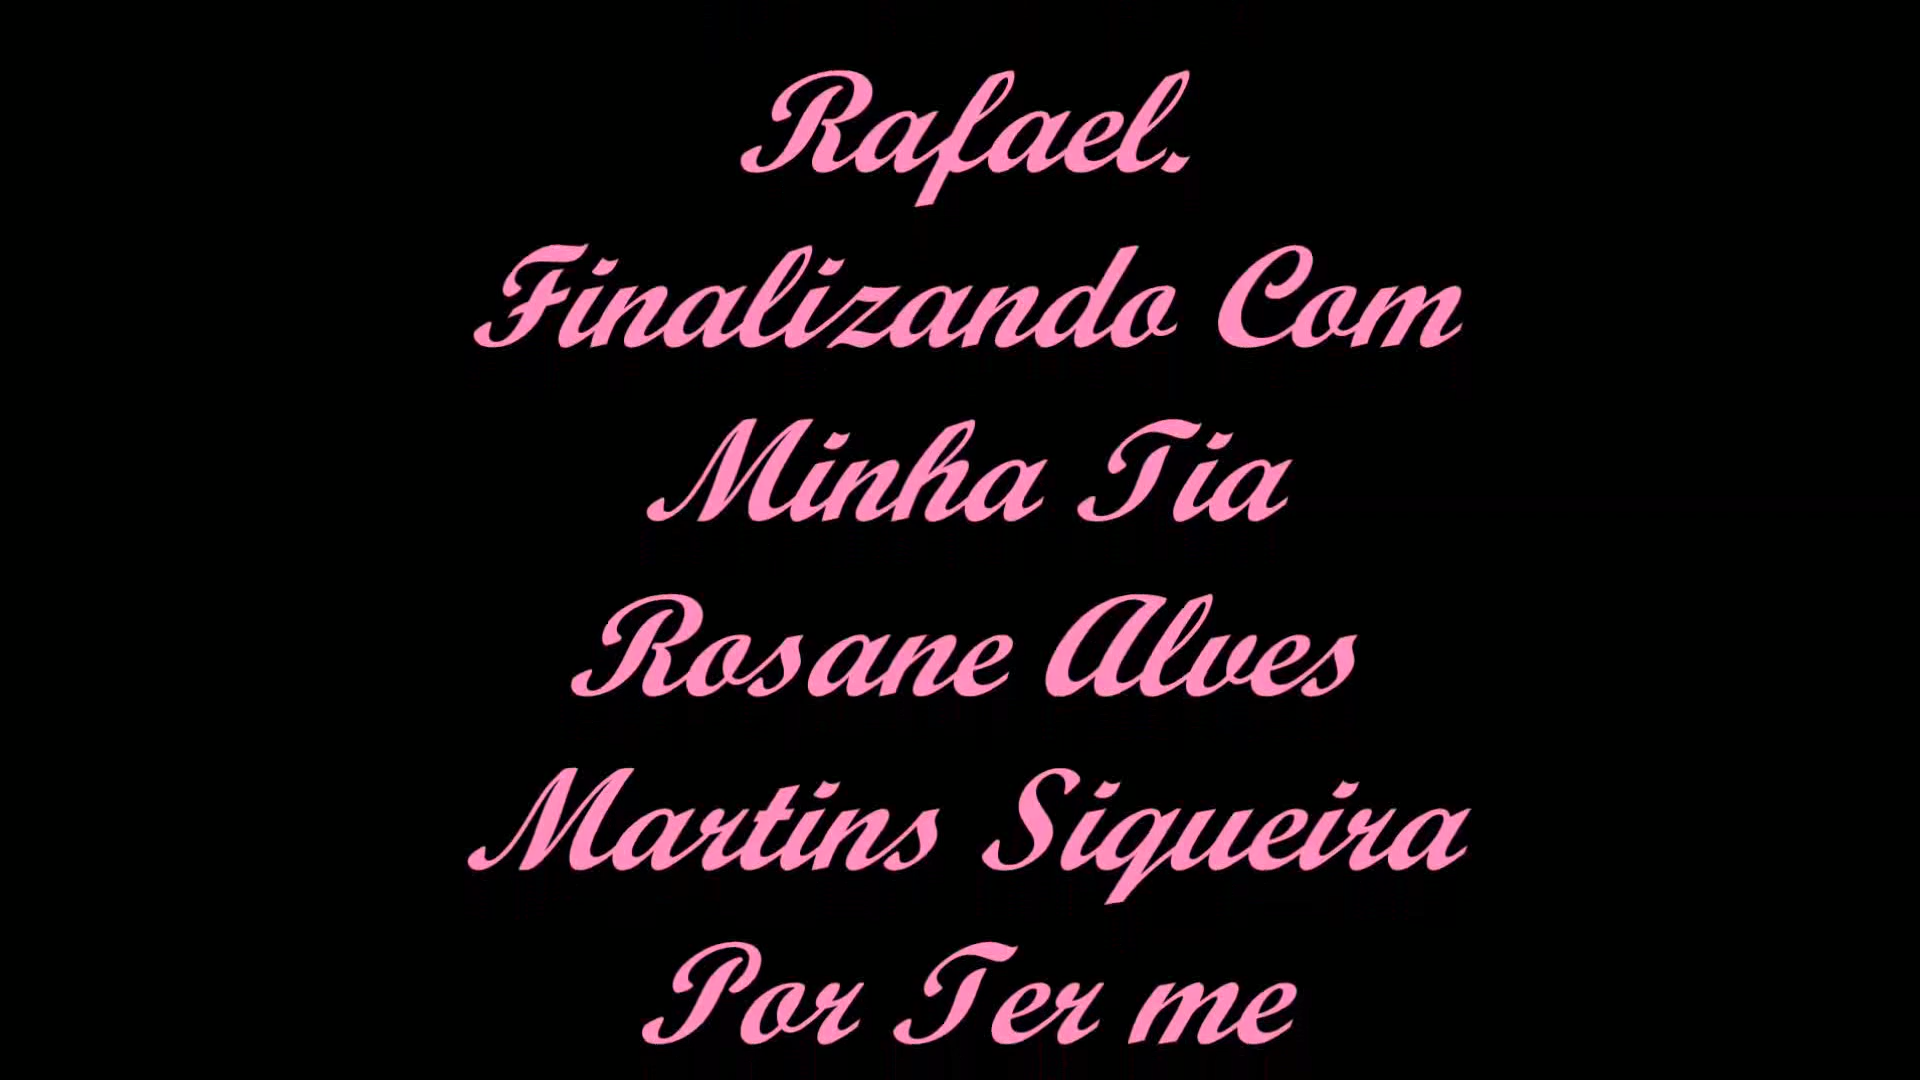 Rafael.
Finalizando Com
Minha Tia
Rosane Alves
Martins Siqueira
Por Ter me